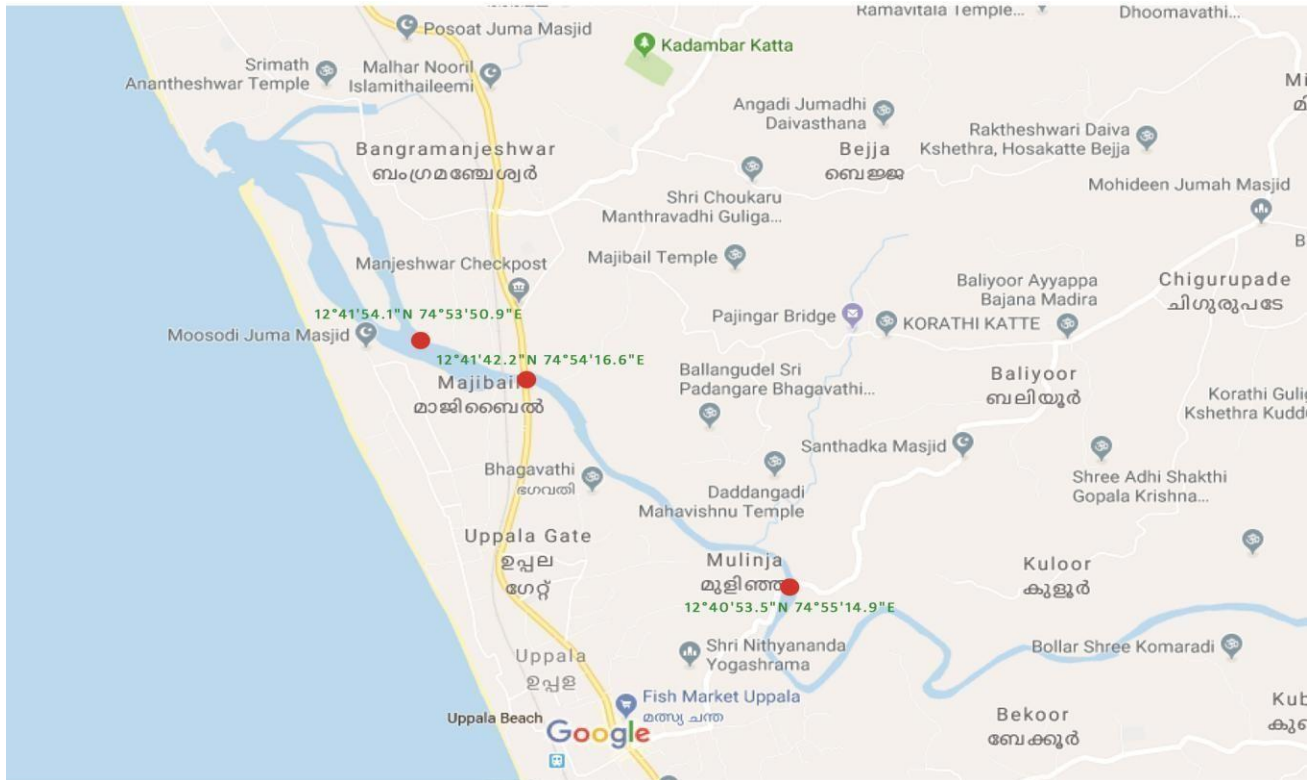 Ramavitala Temple...
Dhoomavathi...
Posoat Juma Masjid
Kadambar Katta
Srimath
Anantheshwar Temple
Malhar Nooril
Islamithaileemi
Angadi Jumadhi
Daivasthana
Raktheshwari Daiva
Kshethra, Hosakatte Bejja
Bangramanjeshwar
ബംഗ്രമഞ്ചേശ്വർ
Bejja
ബെജ്ജ
Mohideen Jumah Masjid
Shri Choukaru
Manthravadhi Guliga...
Manjeshwar Checkpost
Majibail Temple
Baliyoor Ayyappa
Bajana Madira
Chigurupade
ചിഗുരുപടേ
12°41'54.1"N 74°53'50.9"E
Moosodi Juma Masjid
Pajingar Bridge
KORATHI KATTE
12°41'42.2"N 74°54'16.6"E
Majibail
മാജിബൈൽ
Ballangudel Sri
Padangare Bhagavathi...
Baliyoor
ബലിയൂർ
Korathi Gulig
Kshethra Kuddu
Santhadka Masjid
Bhagavathi
ഭഗവതി
Daddangadi
Mahavishnu Temple
Shree Adhi Shakthi
Gopala Krishna...
Uppala Gate
ഉപ്പല
ഗേറ്റ്
Mulinja
മുളിഞ്ഞ
Kuloor
കുളൂർ
12°40'53.5"N 74°55'14.9"E
Shri Nithyananda
Yogashrama
Bollar Shree Komaradi
Uppala
ഉപ്പള
Fish Market Uppala
മത്സ്യ ചന്ത
Uppala Beach
Google
Bekoor
ബേക്കൂർ
Kub